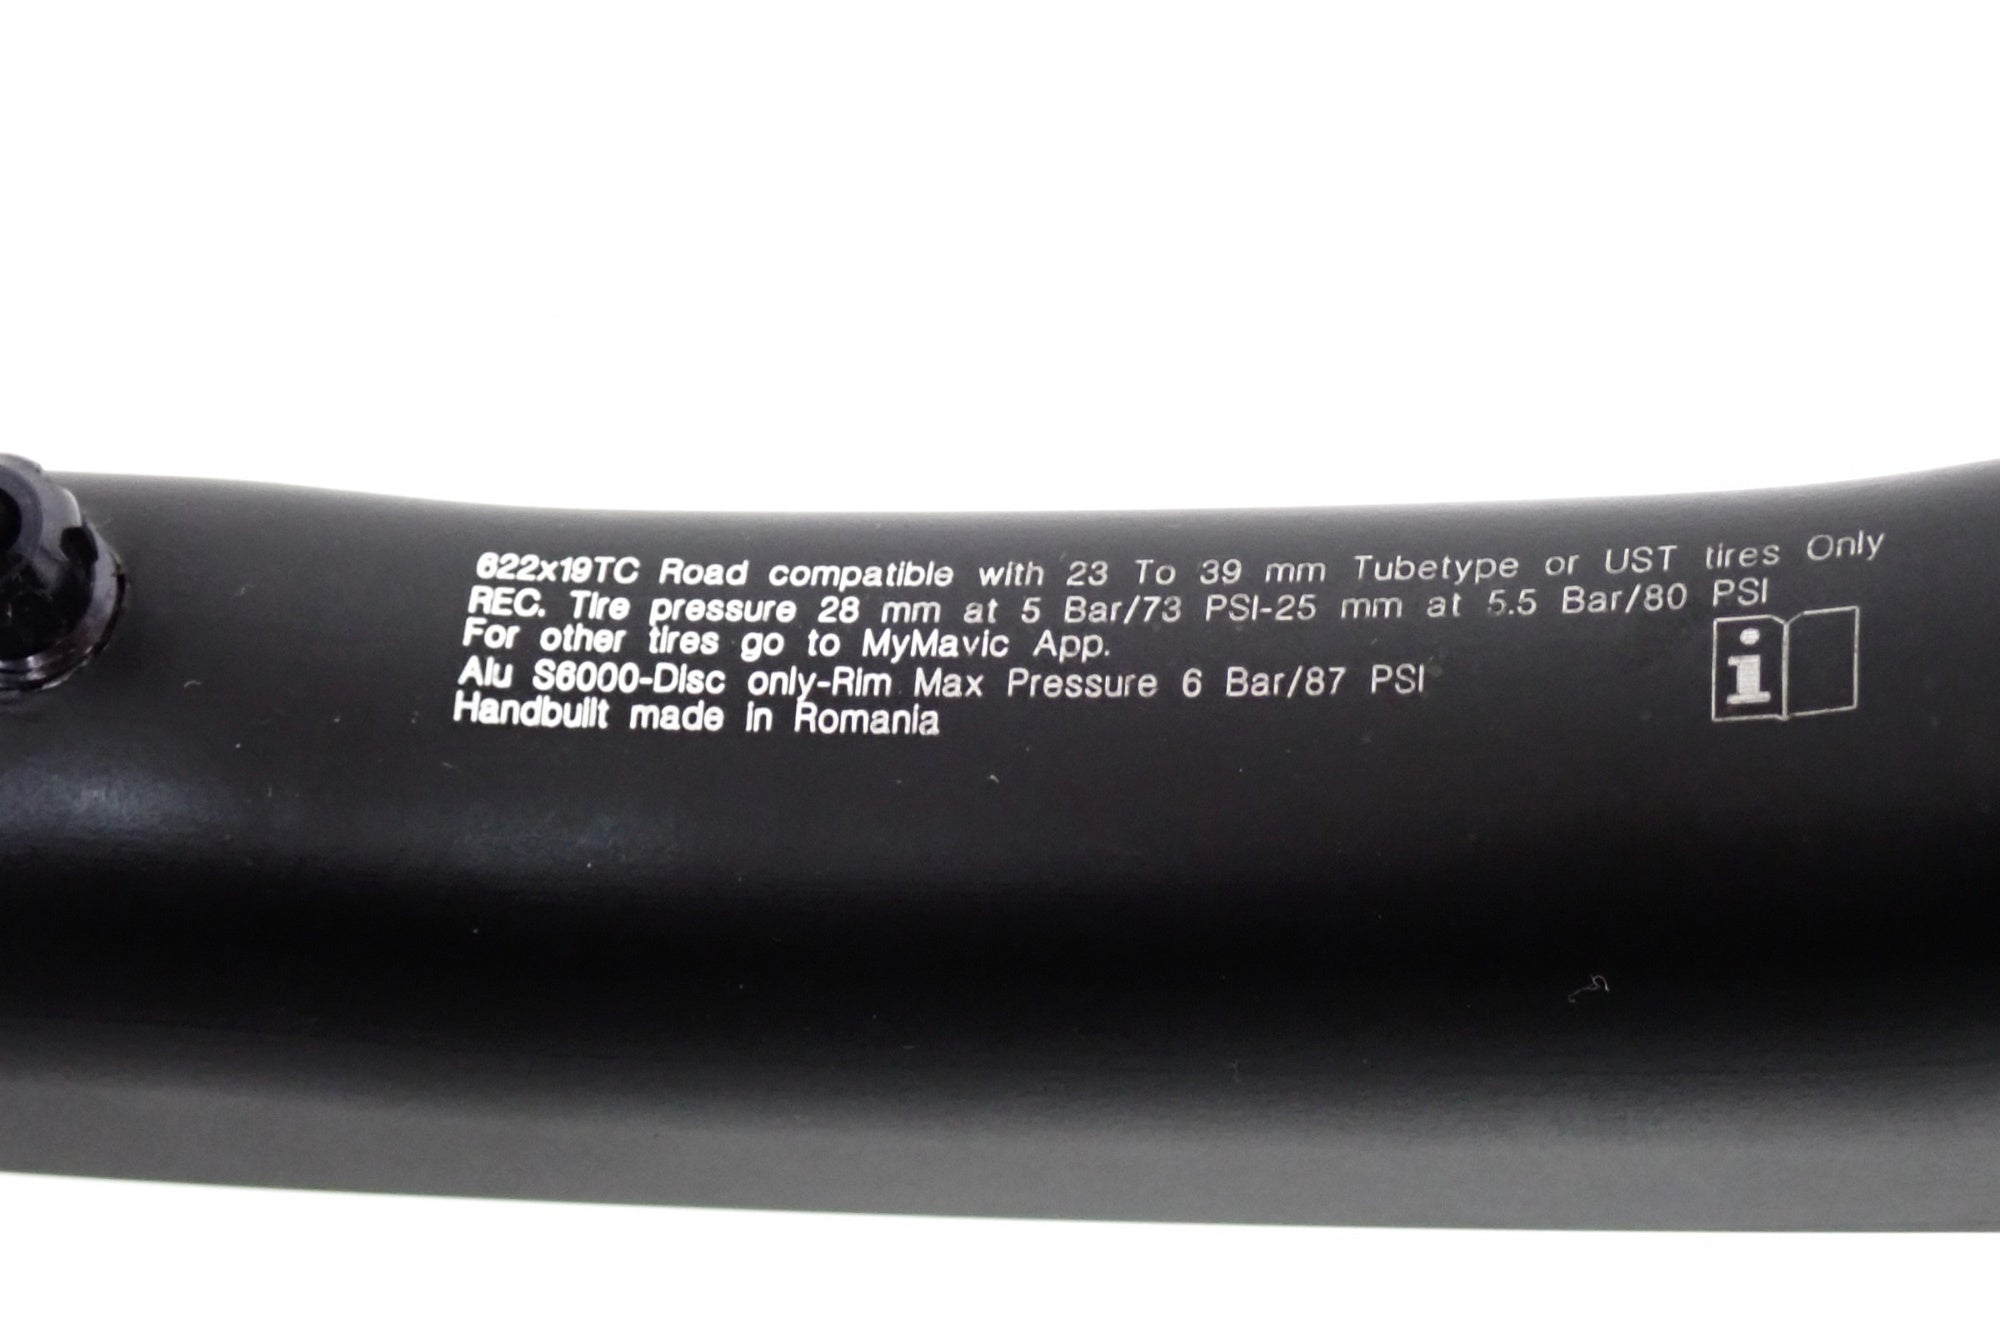 622x19TC Road compatible with 23 To 39 mm Tubetype or UST tires Only
REC. Tire pressure 28 mm at 5 Bar/73 PSI-25 mm at 5.5 Bar/80 PSI
For other tires go to MyMavic App.
Alu S6000-Disc only-Rim Max Pressure 6 Bar/87 PSI
Handbuilt made in Romania
i